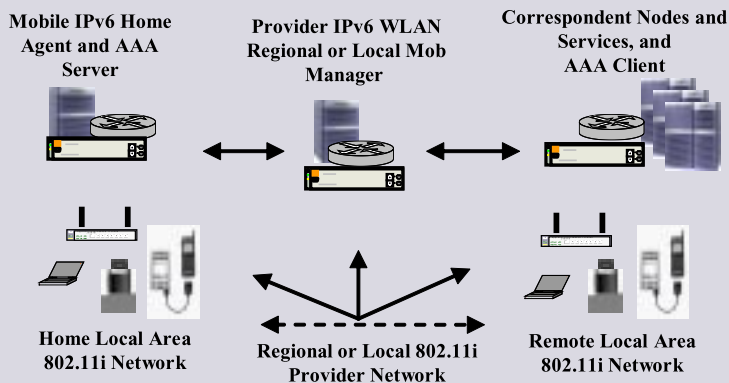 Mobile IPv6 Home
Agent and AAA
Server
Provider IPv6 WLAN
Regional or Local Mob
Manager
Correspondent Nodes and
Services, and
AAA Client
Home Local Area
802.11i Network
Regional or Local 802.11i
Provider Network
Remote Local Area
802.11i Network